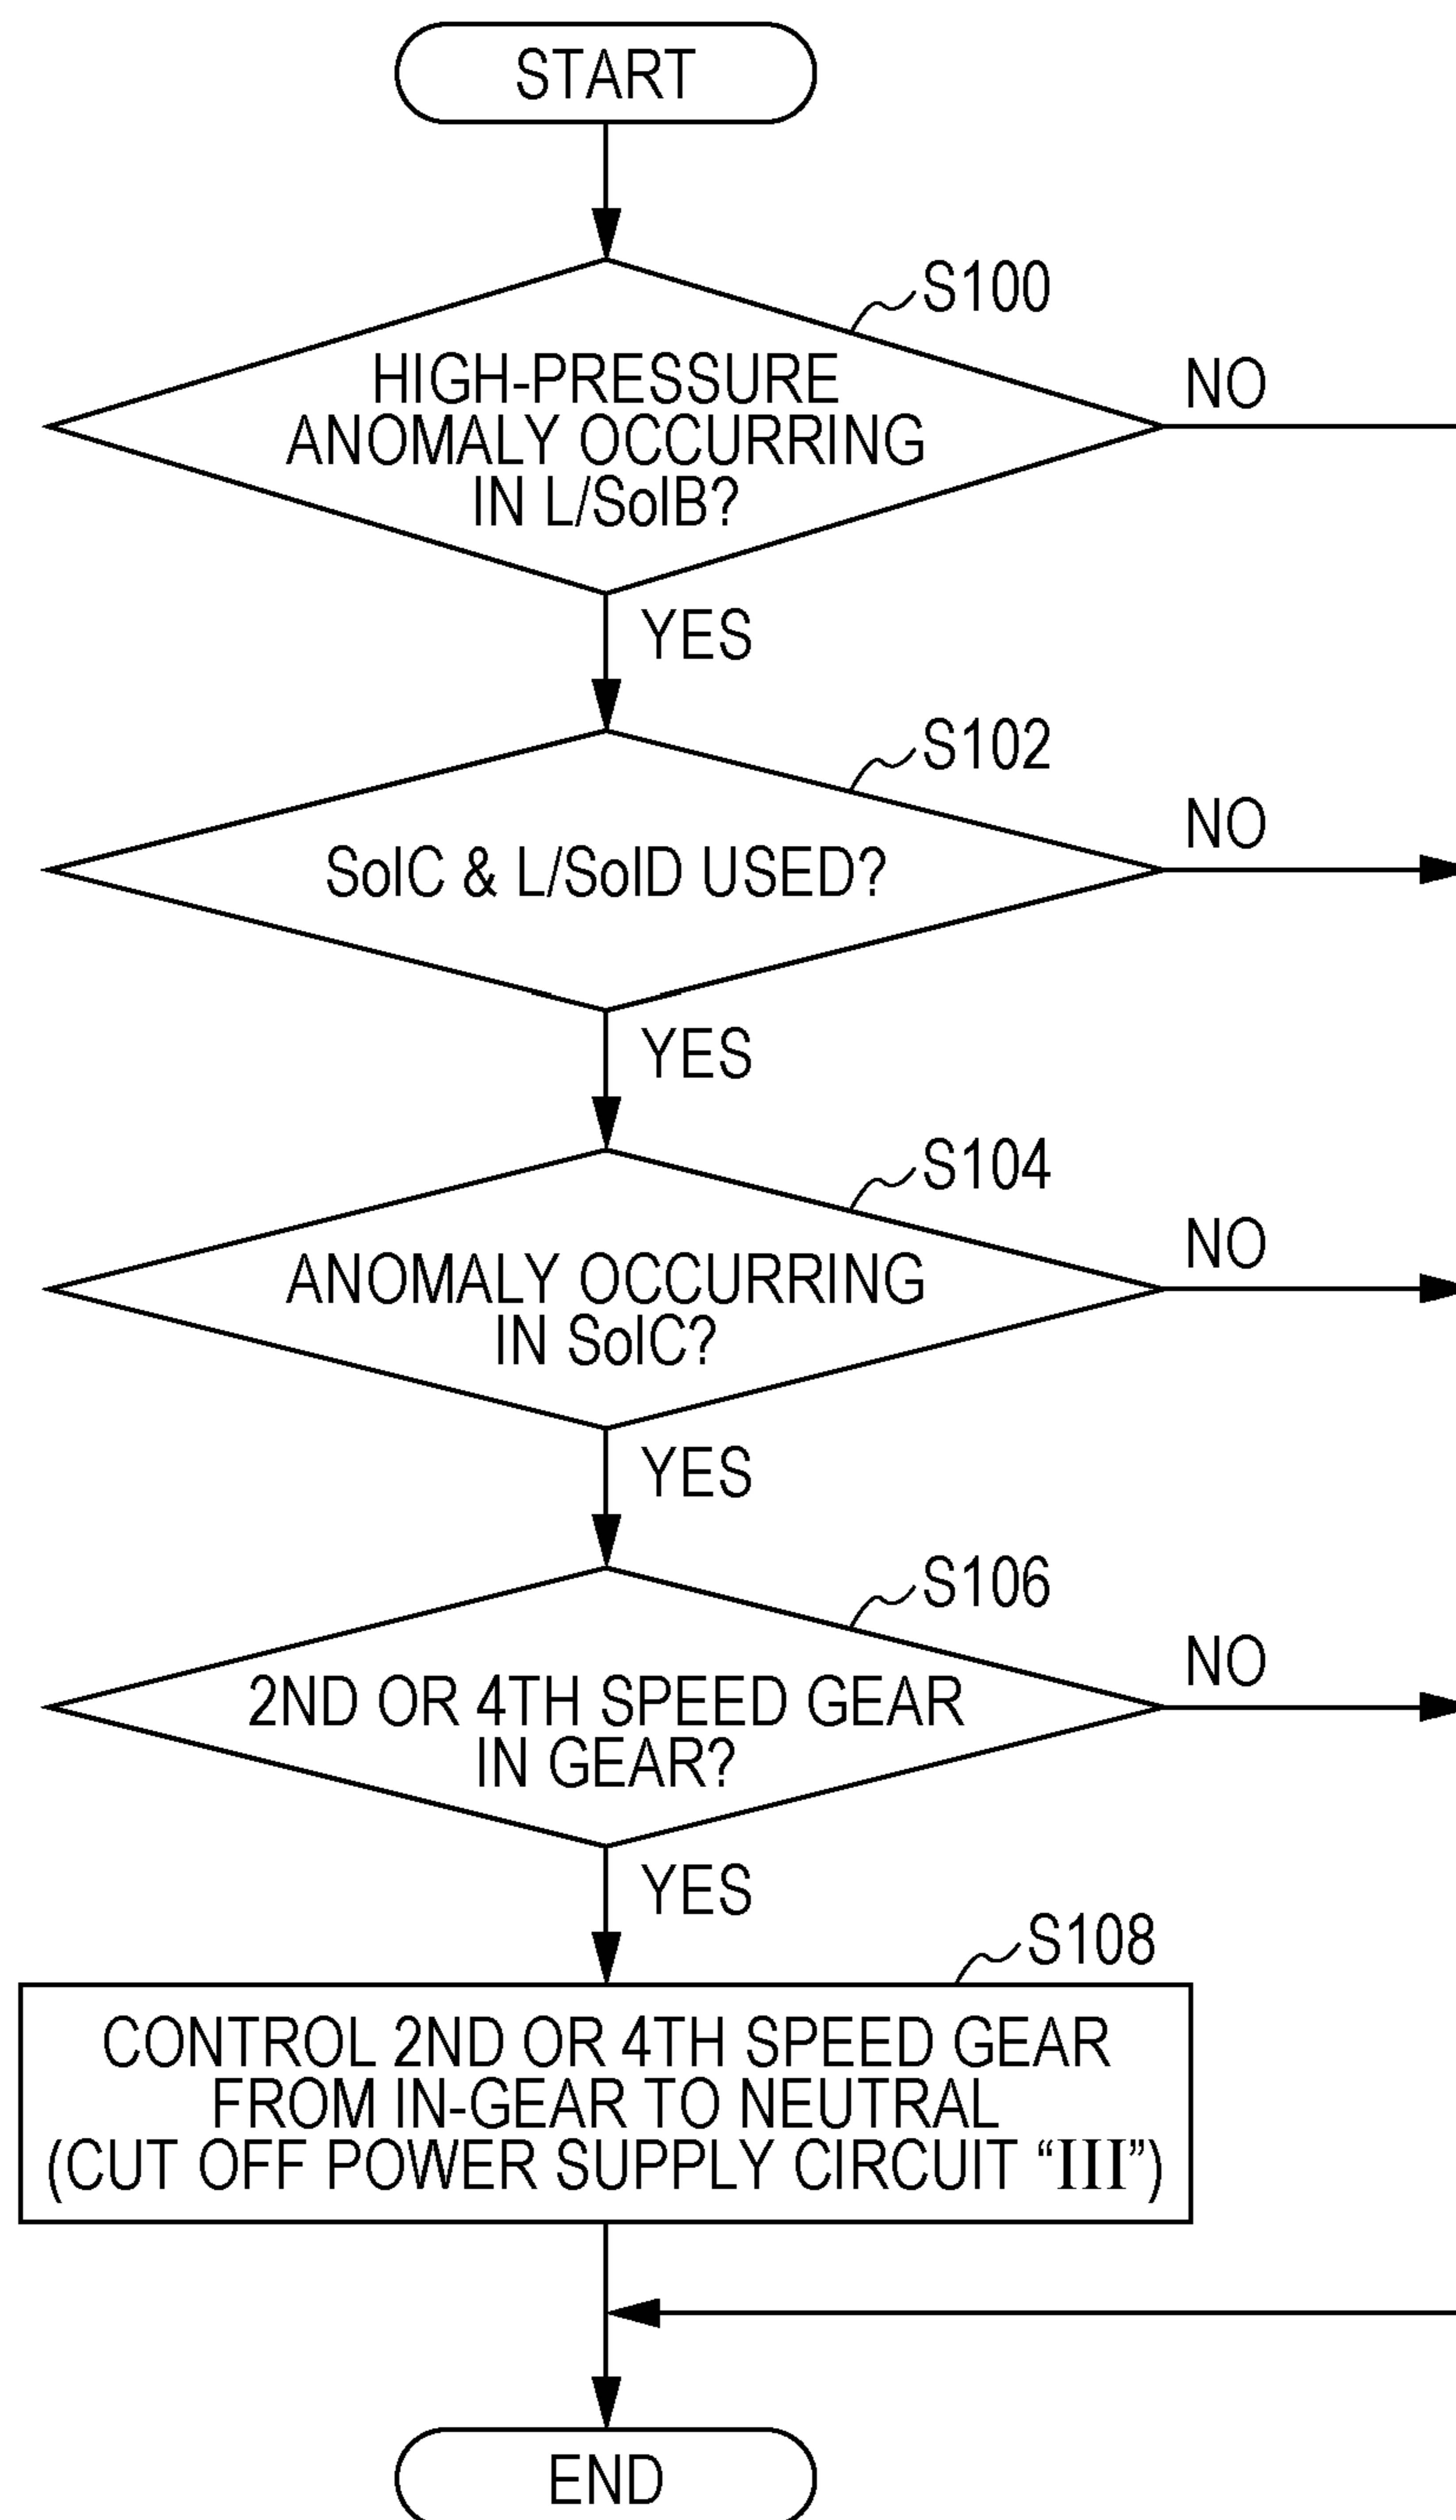 START
S100
HIGH-PRESSURE
ANOMALY OCCURRING
IN L/SolB?
NO
YES
S102
SolC & L/SolD USED?
NO
YES
S104
ANOMALY OCCURRING
IN SolC?
NO
YES
S106
2ND OR 4TH SPEED GEAR
IN GEAR?
NO
YES
S108
CONTROL 2ND OR 4TH SPEED GEAR
FROM IN-GEAR TO NEUTRAL
(CUT OFF POWER SUPPLY CIRCUIT “III”)
END